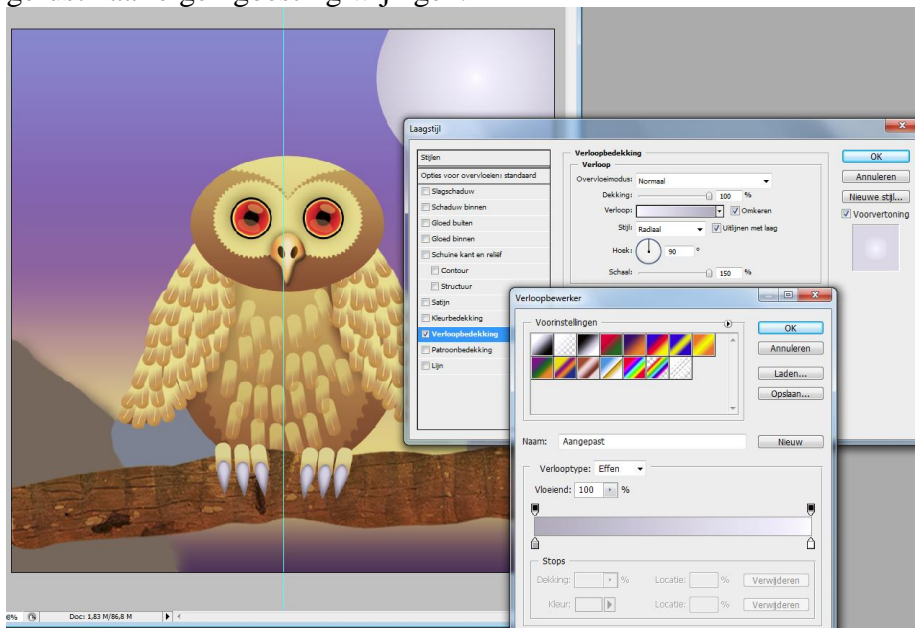 Laagstijl
Stijlen
Opties voor overvloeien: standaard
Slagschaduw
Schaduw binnen
Gloed buiten
Gloed binnen
Schuine kant en reliëf
Contour
Structuur
Satijn
Kleurbedekking
Verloopbedekking
Patroonbedekking
Lijn
Verloopbedekking
Verloop
Overvloeimodus: Normaal
Dekking: 100 %
Verloop: Omkeren
Stijl: Radiaal Uitlijnen met laag
Hoek: 90 °
Schaal: 150 %
OK
Annuleren
Nieuwe stijl...
Voorvertoning
Verloopbewerker
Voorinstellingen
OK
Annuleren
Laden...
Opslaan...
Naam: Aangepast Nieuw
Verlooptype: Effen
Vloeiend: 100 %
Stops
Dekking: % Locatie: % Verwijderen
Kleur: Locatie: % Verwijderen
Doc: 1,83 M/86,8 M